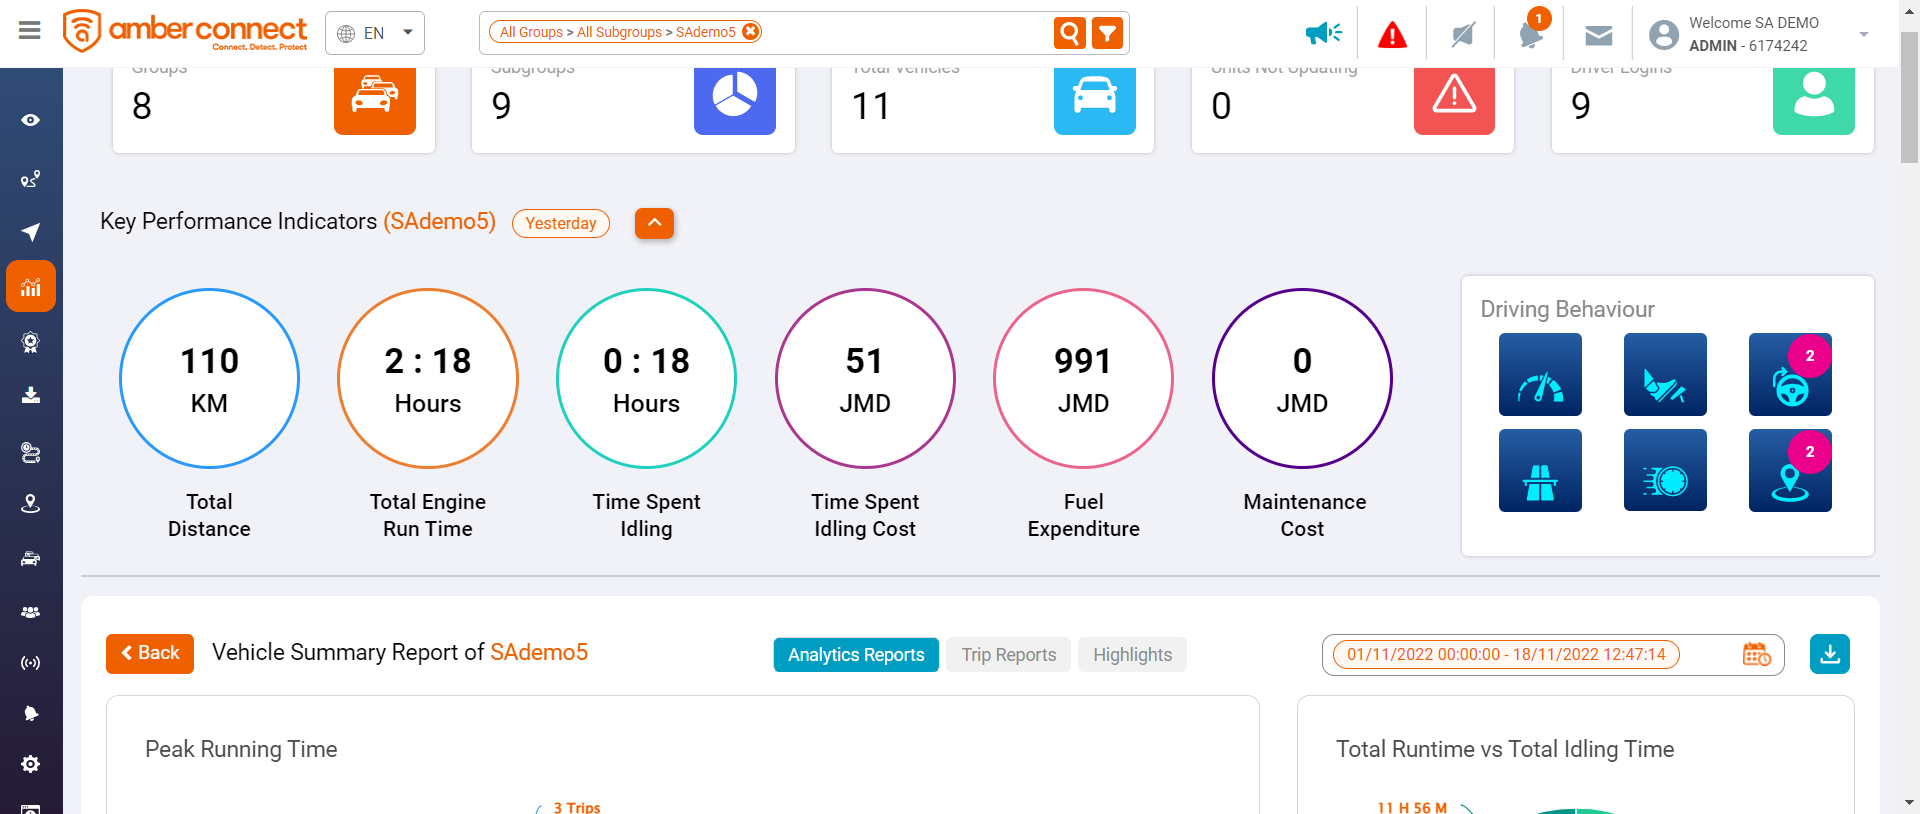 amber connect
Connect. Detect. Protect
EN
All Groups > All Subgroups > SAdemo5
1
Welcome SA DEMO
ADMIN - 6174242
Groups
8
Subgroups
9
Total Vehicles
11
Units Not Updating
0
Driver Logins
9
Key Performance Indicators (SAdemo5)
Yesterday
110
KM
Total
Distance
2 : 18
Hours
Total Engine
Run Time
0 : 18
Hours
Time Spent
Idling
51
JMD
Time Spent
Idling Cost
991
JMD
Fuel
Expenditure
0
JMD
Maintenance
Cost
Driving Behaviour
2
2
Back
Vehicle Summary Report of SAdemo5
Analytics Reports
Trip Reports
Highlights
01/11/2022 00:00:00 - 18/11/2022 12:47:14
Peak Running Time
3 Trips
Total Runtime vs Total Idling Time
11 H 56 M